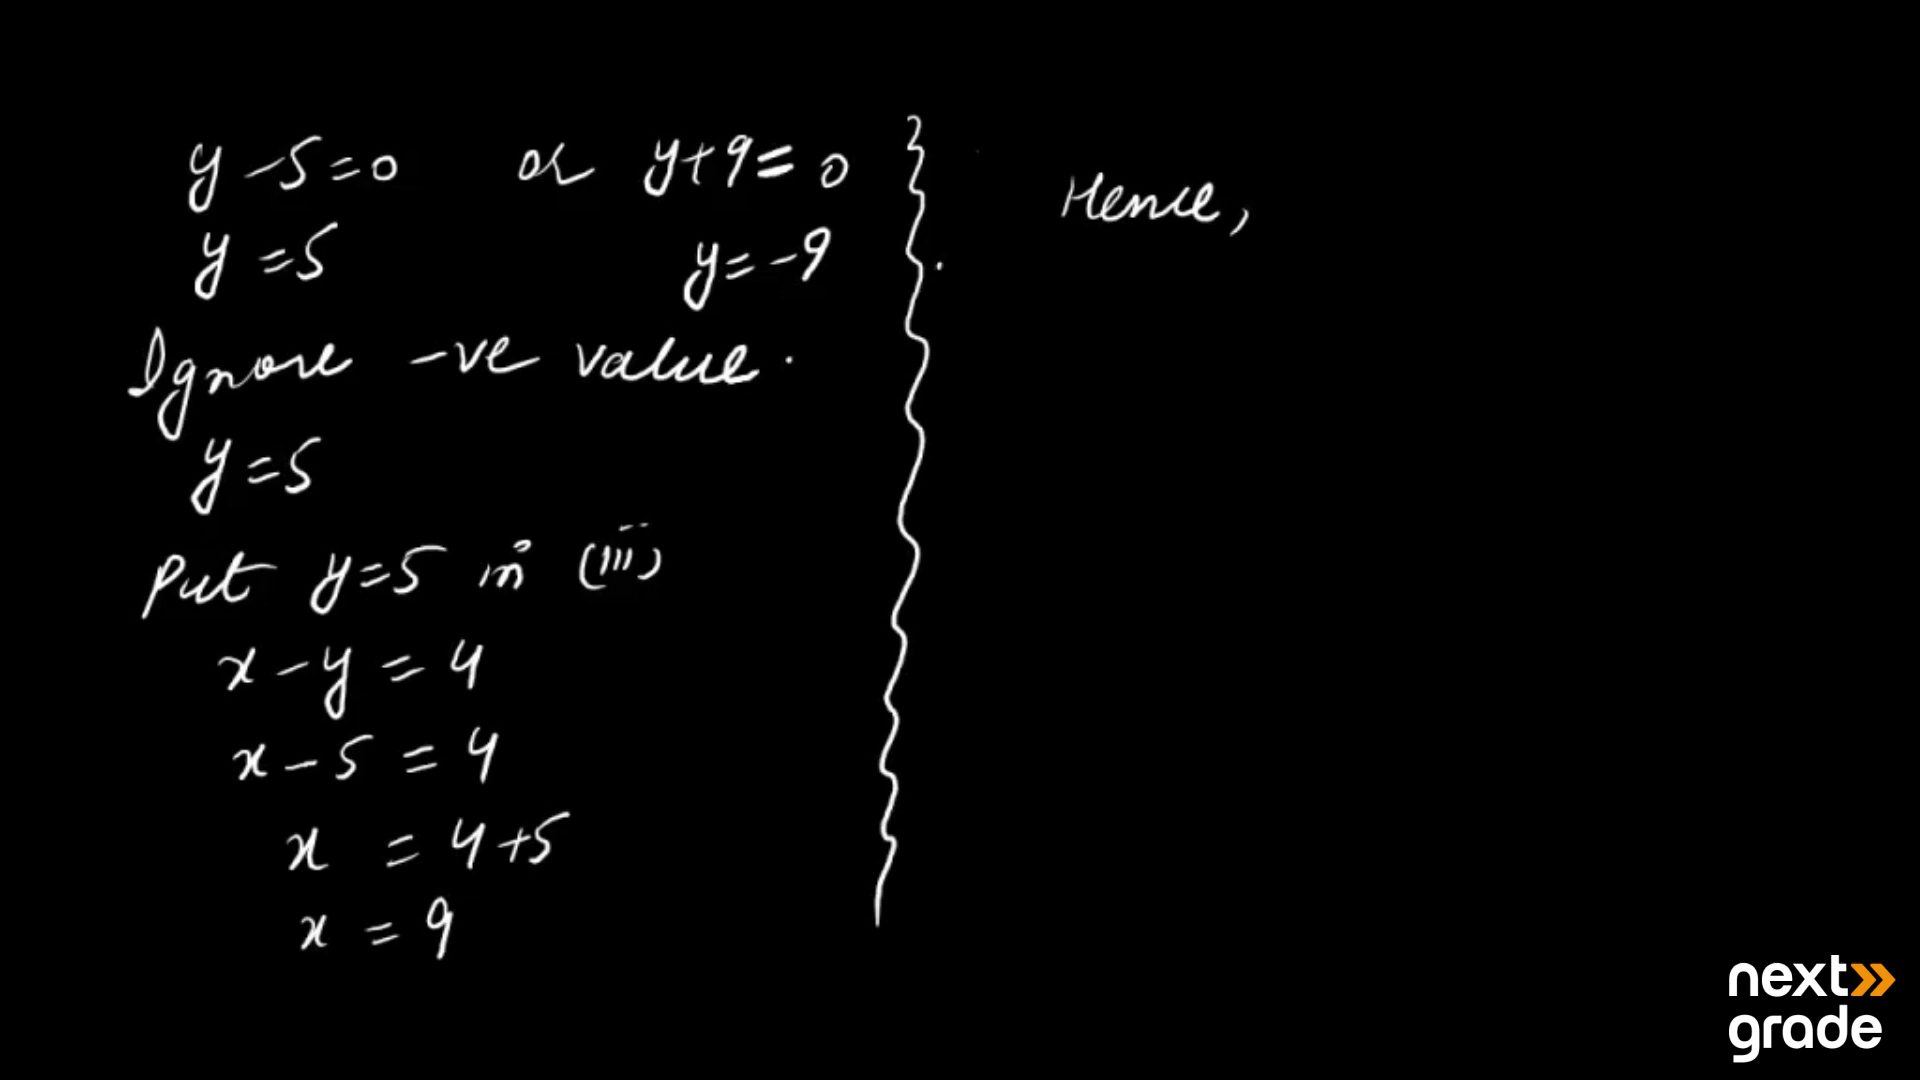 y - 5 = 0 or y + 9 = 0
y = 5 y = -9
Ignore -ve value.
y = 5
Put y = 5 in (iii)
x - y = 4
x - 5 = 4
x = 4 + 5
x = 9
Hence,
next
grade